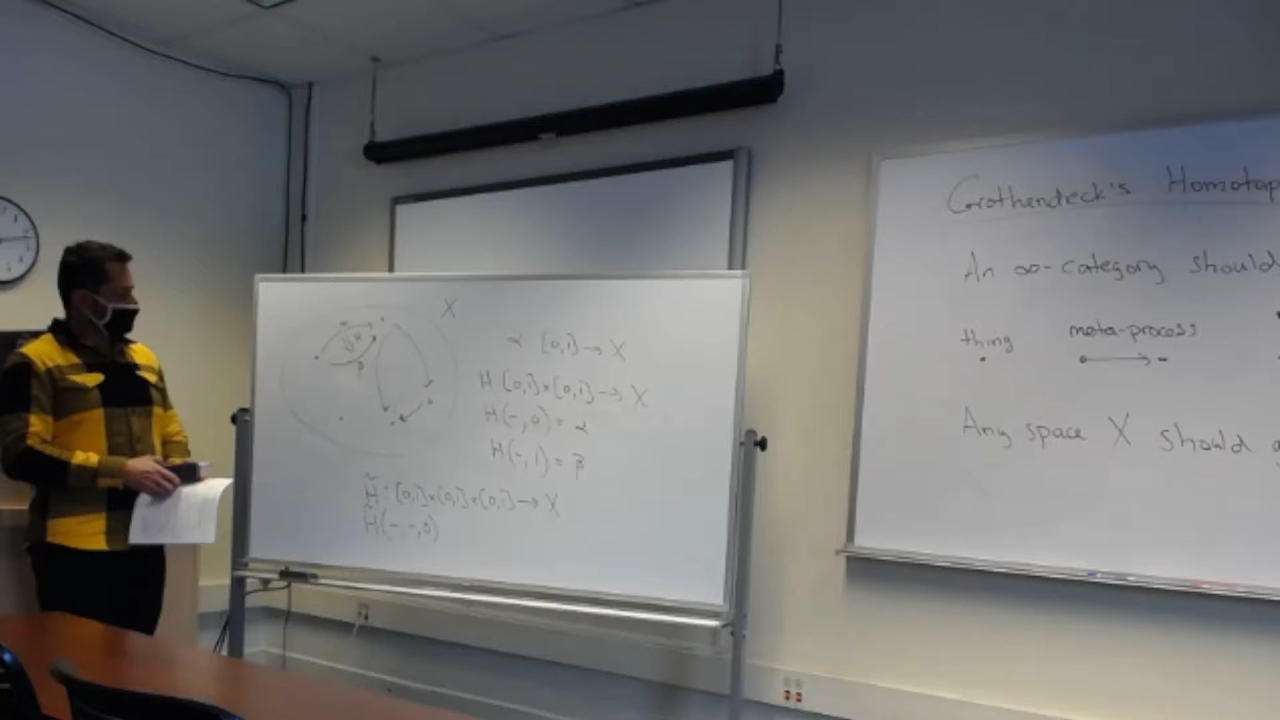 X
α [0,1] → X
H [0,1]×[0,1] → X
H(-,0) = α
H(-,1) = β
H̃ : [0,1]×[0,1]×[0,1] → X
H̃(-,-,0)
H
β
Grothendieck's Homotop
An ∞-category should
thing meta-process
Any space X should a